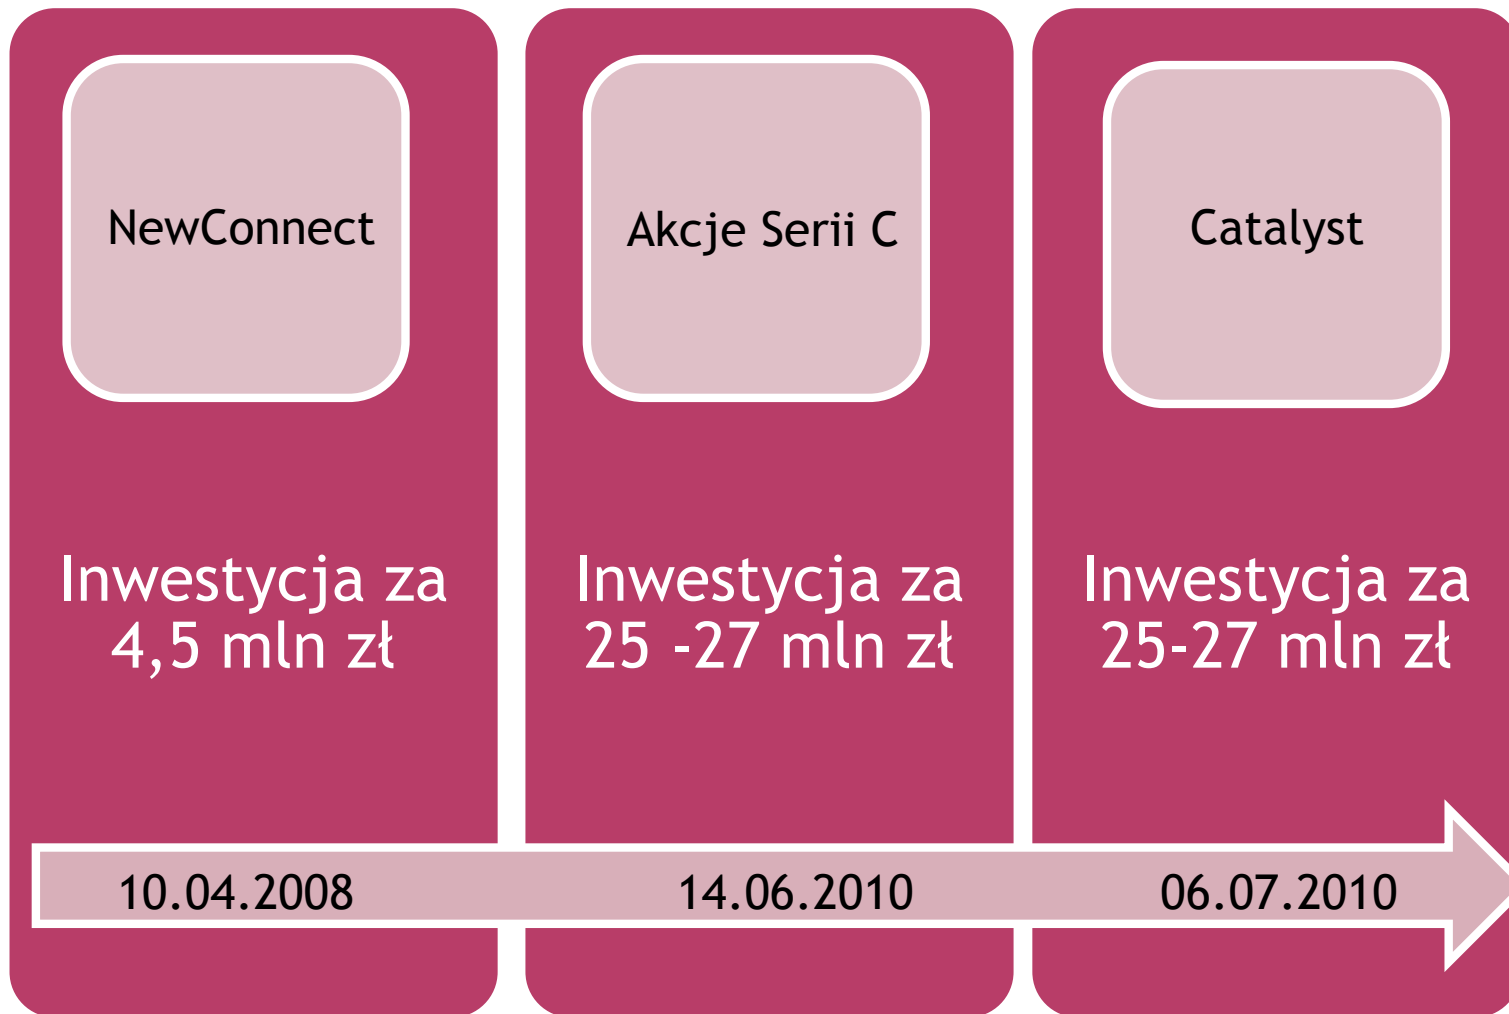 NewConnect
Akcje Serii C
Catalyst
Inwestycja za
4,5 mln zł
Inwestycja za
25 -27 mln zł
Inwestycja za
25-27 mln zł
10.04.2008
14.06.2010
06.07.2010